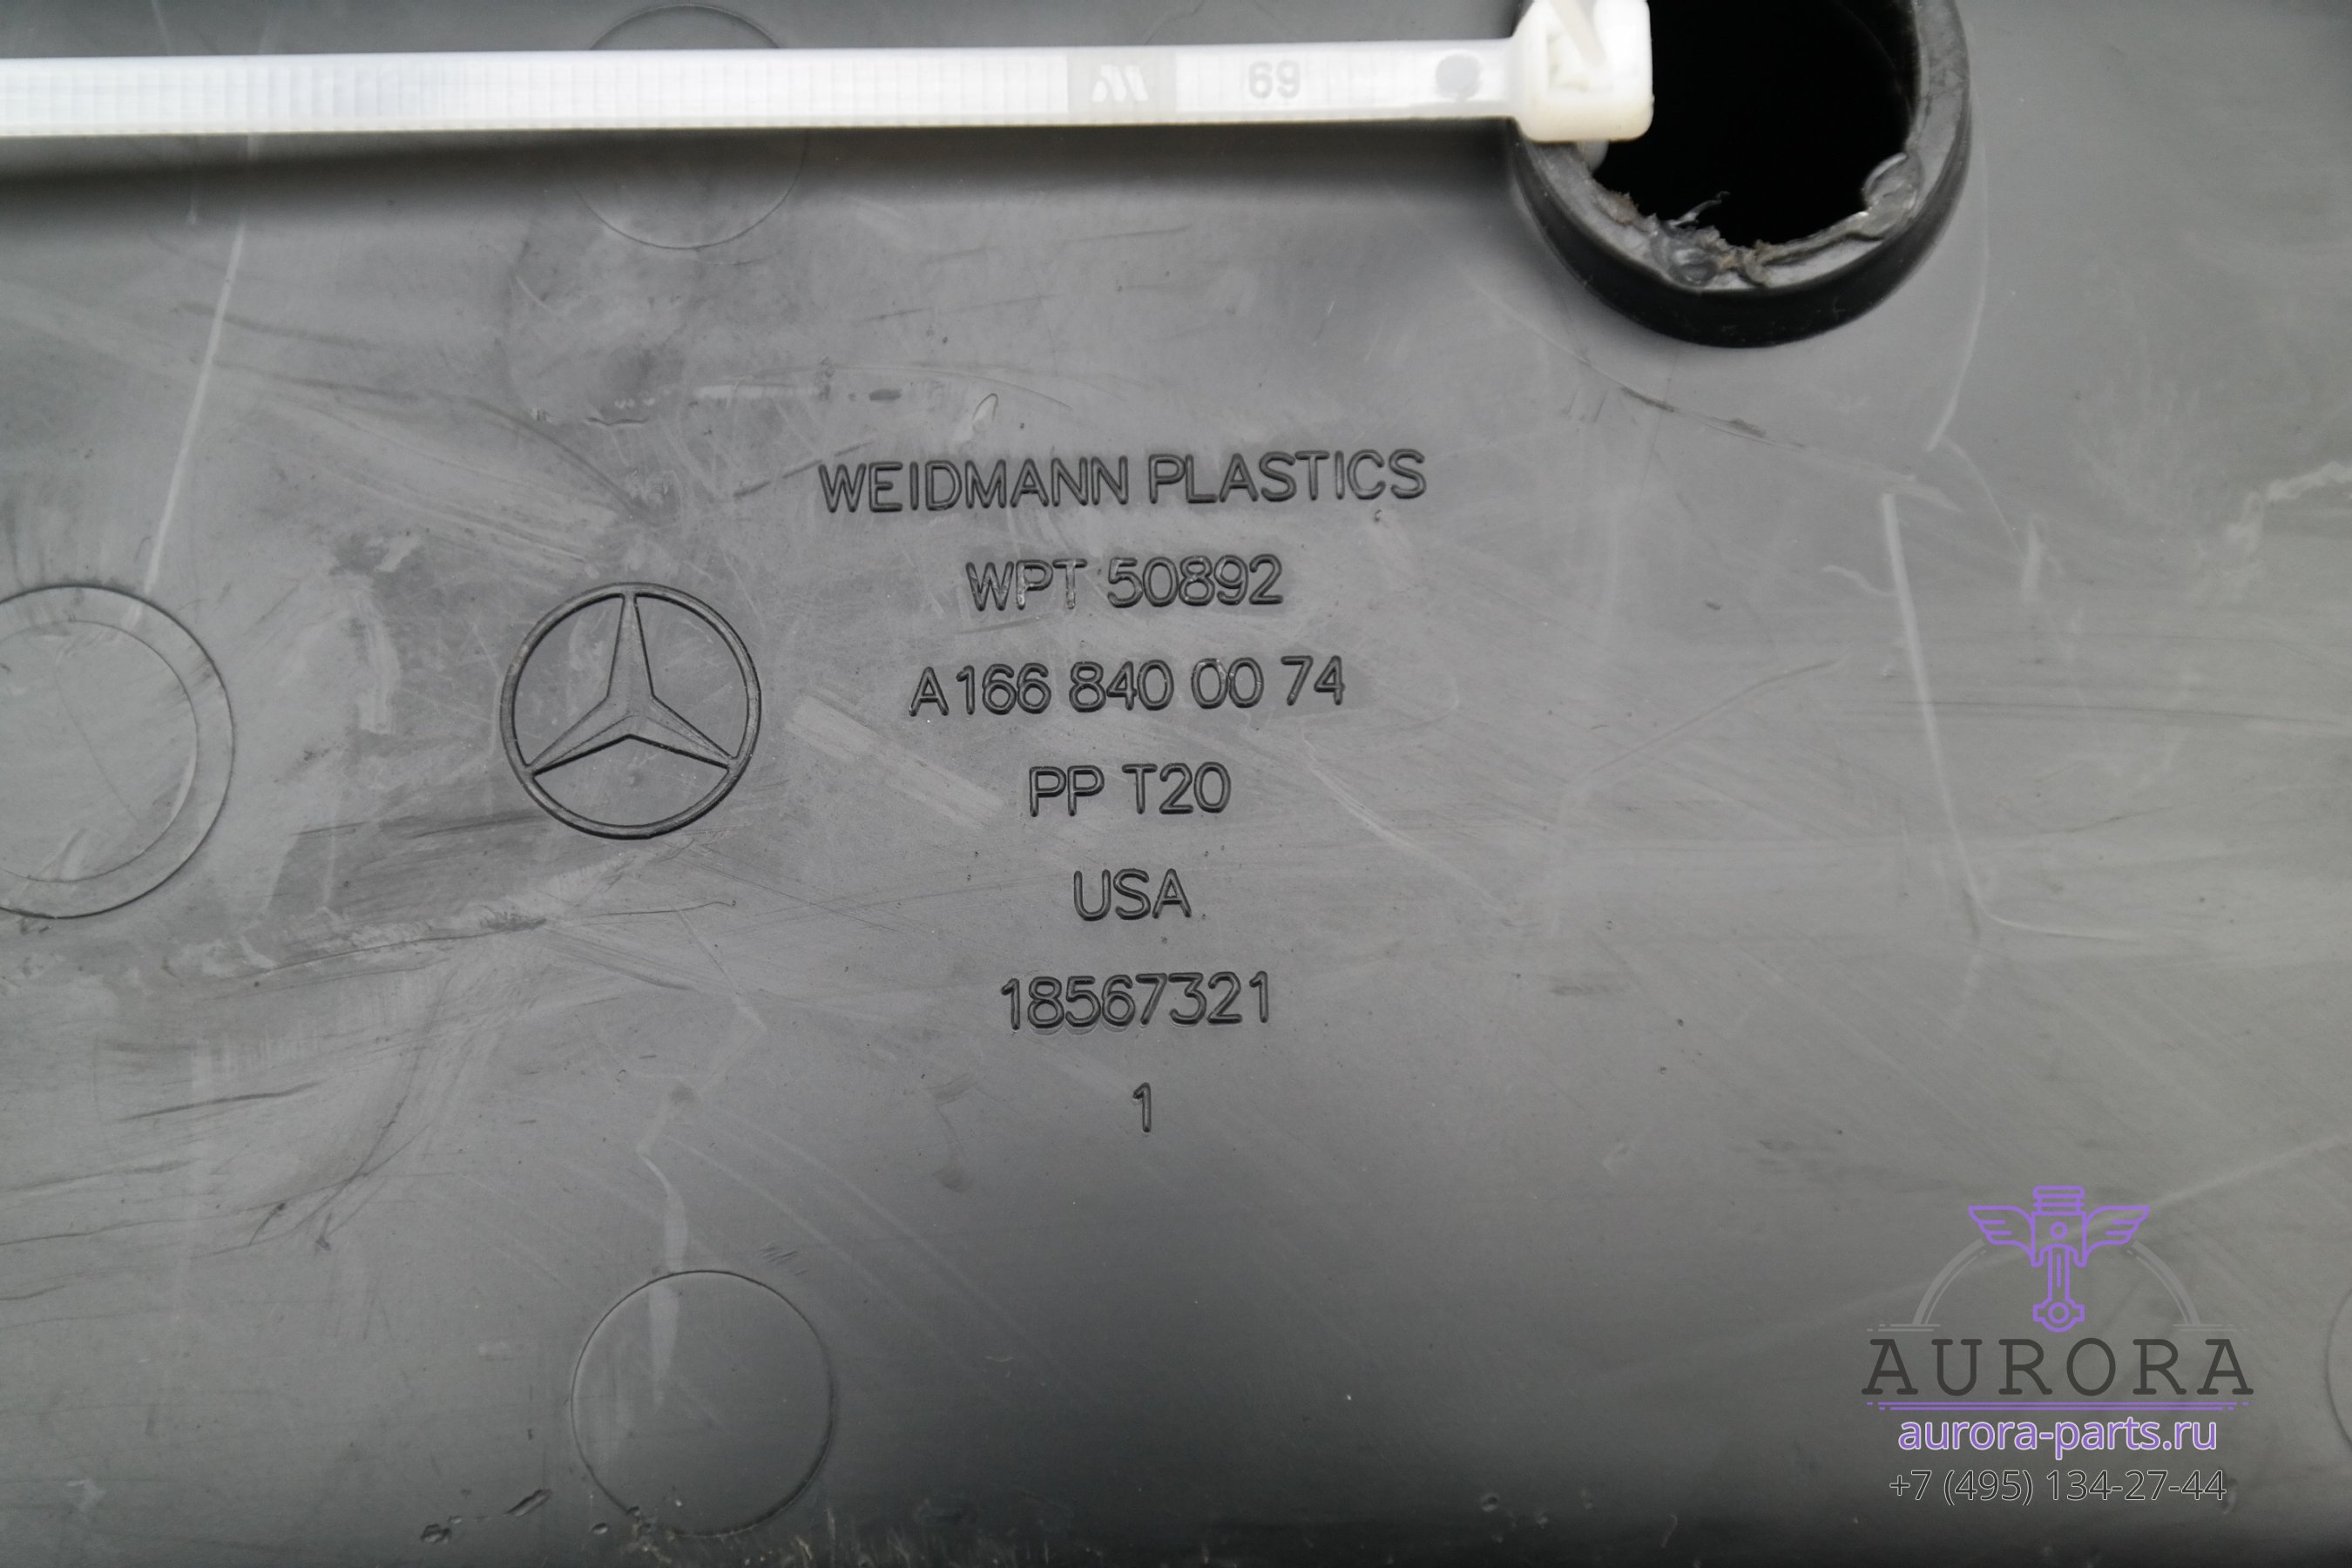 69
WEIDMANN PLASTICS
WPT 50892
A 166 840 00 74
PP T20
USA
18567321
1
AURORA
aurora-parts.ru
+7 (495) 134-27-44